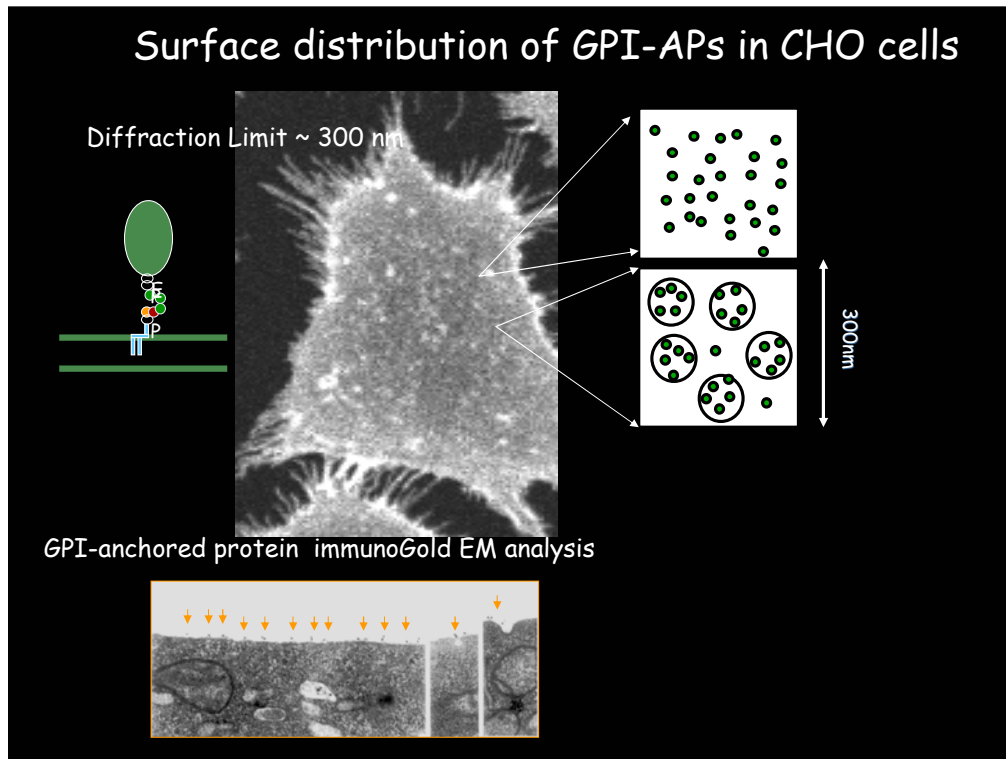 Surface distribution of GPI-APs in CHO cells
Diffraction Limit ~ 300 nm
P
300nm
GPI-anchored protein immunoGold EM analysis